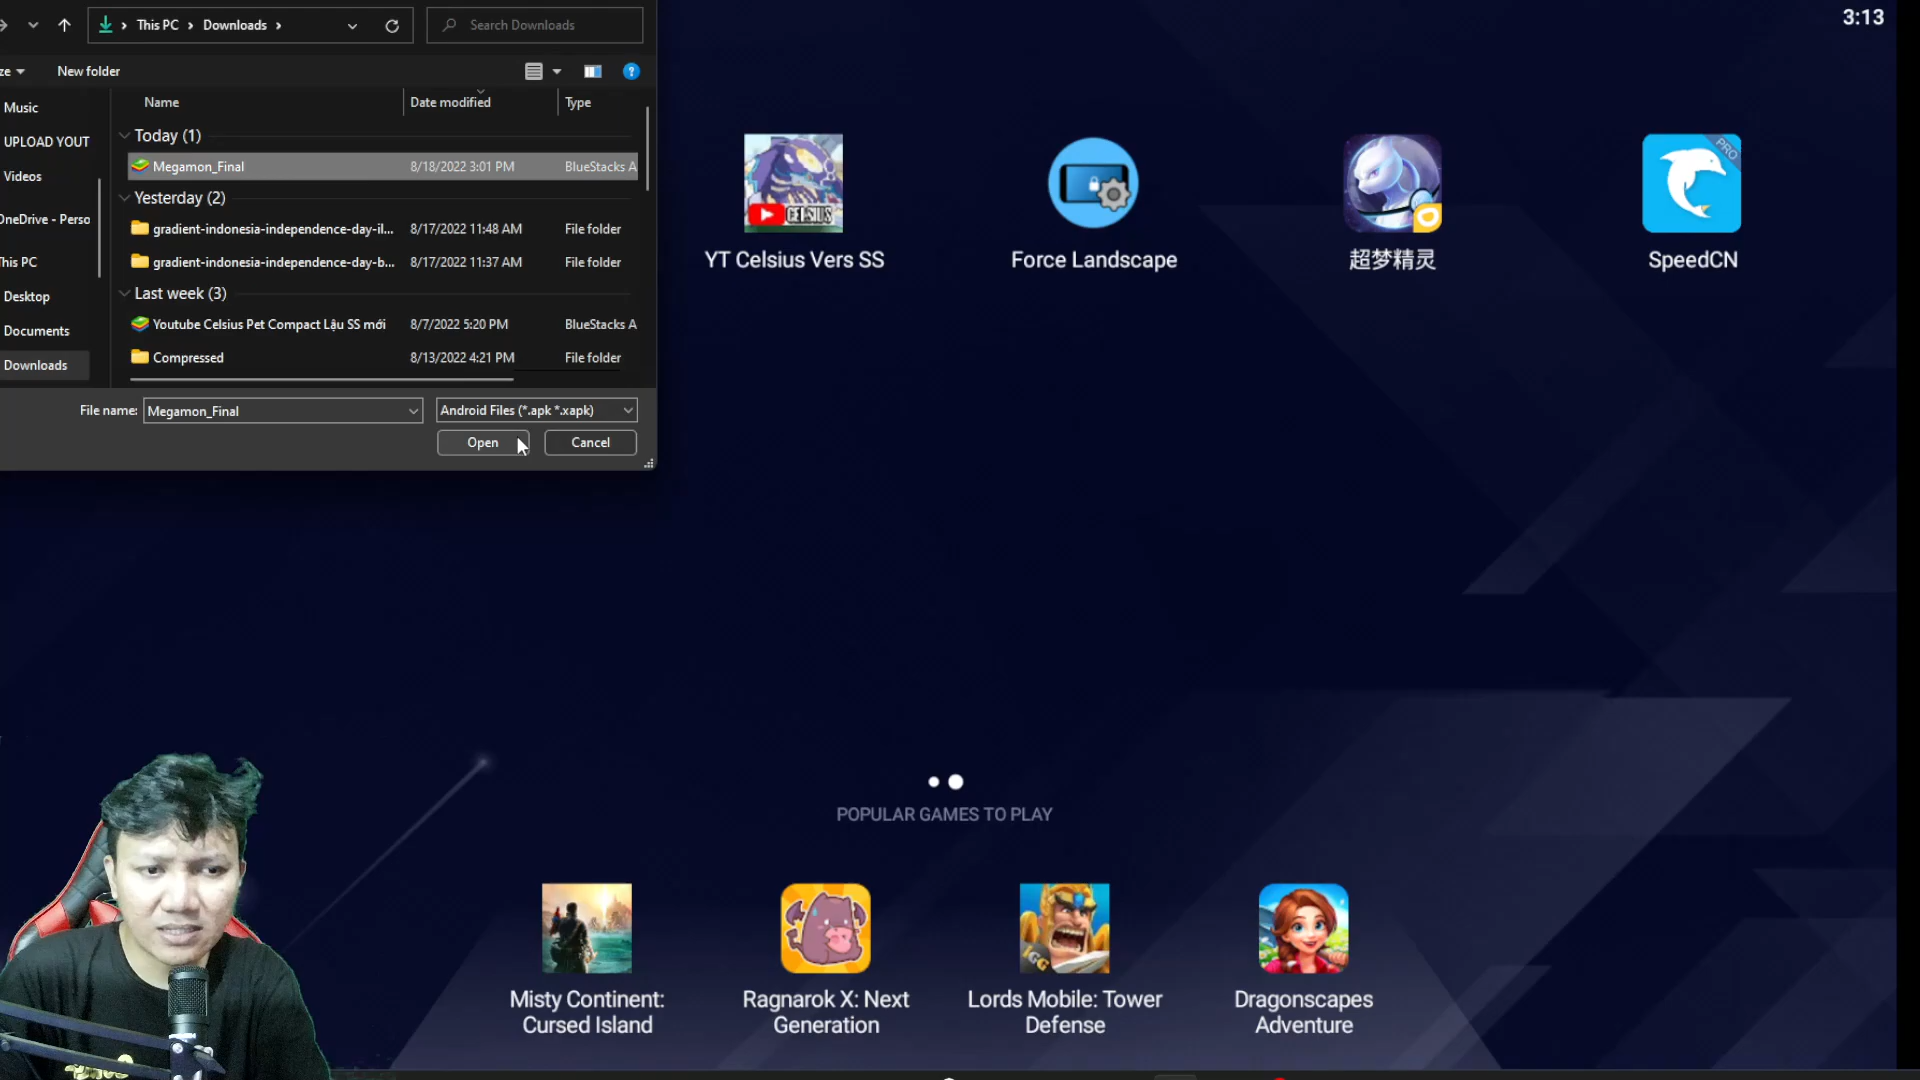 This PC > Downloads >
Search Downloads
3:13
ze
New folder
Name
Date modified
Type
Music
UPLOAD YOUT
Videos
OneDrive - Perso
This PC
Desktop
Documents
Downloads
Today (1)
Megamon_Final 8/18/2022 3:01 PM BlueStacks A
Yesterday (2)
gradient-indonesia-independence-day-il... 8/17/2022 11:48 AM File folder
gradient-indonesia-independence-day-b... 8/17/2022 11:37 AM File folder
Last week (3)
Youtube Celsius Pet Compact Lậu SS mới 8/7/2022 5:20 PM BlueStacks A
Compressed 8/13/2022 4:21 PM File folder
File name: Megamon_Final
Android Files (*.apk *.xapk)
Open
Cancel
CELSIUS
PRO
YT Celsius Vers SS
Force Landscape
超梦精灵
SpeedCN
POPULAR GAMES TO PLAY
IGG
Misty Continent:
Cursed Island
Ragnarok X: Next
Generation
Lords Mobile: Tower
Defense
Dragonscapes
Adventure